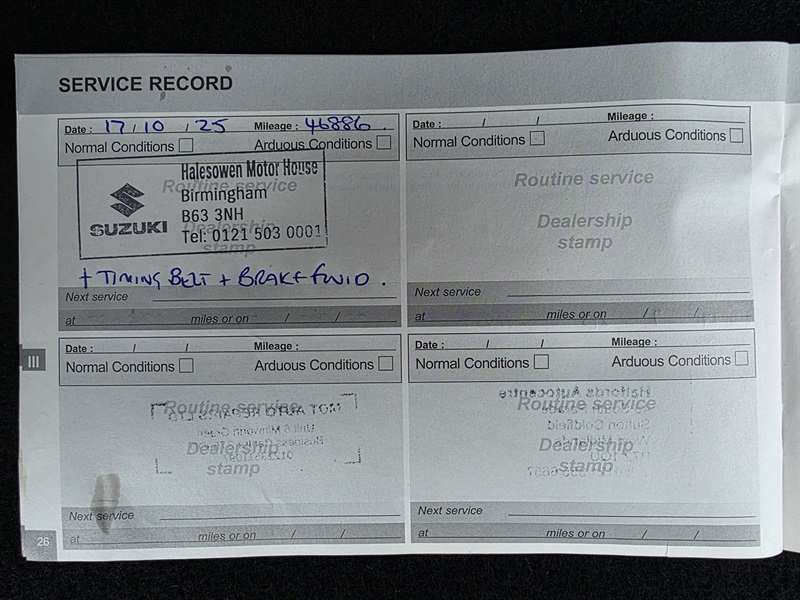 SERVICE RECORD
Date : 17 / 10 / 25 Mileage : 46886 .
Normal Conditions Arduous Conditions
Routine service
Dealership
stamp
SUZUKI
Halesowen Motor House
Birmingham
B63 3NH
Tel: 0121 503 0001
+ TIMING BELT + BRAKE FLUID .
Next service
at miles or on / /
Date : / / Mileage :
Normal Conditions Arduous Conditions
Routine service
Dealership
stamp
Next service
at miles or on / /
III
Date : / / Mileage :
Normal Conditions Arduous Conditions
Routine service
Dealership
stamp
Next service
at miles or on / /
Date : / / Mileage :
Normal Conditions Arduous Conditions
Halfords Autocentre
Routine service
Sutton Coldfield
Dealership
stamp
Next service
at miles or on / /
26